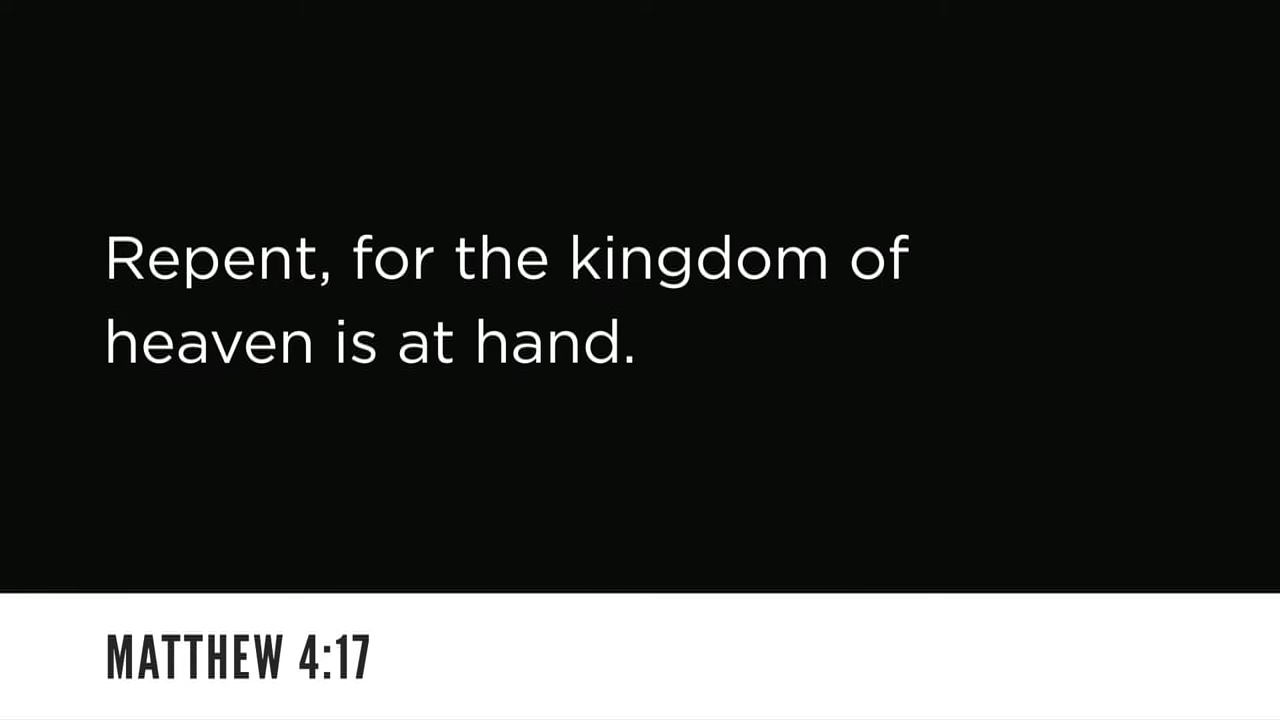 Repent, for the kingdom of
heaven is at hand.
MATTHEW 4:17